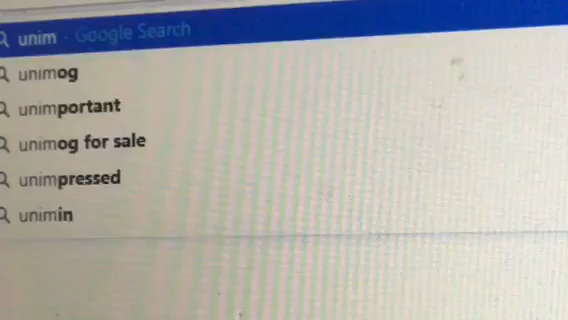 unim - Google Search
unimog
unimportant
unimog for sale
unimpressed
unimin